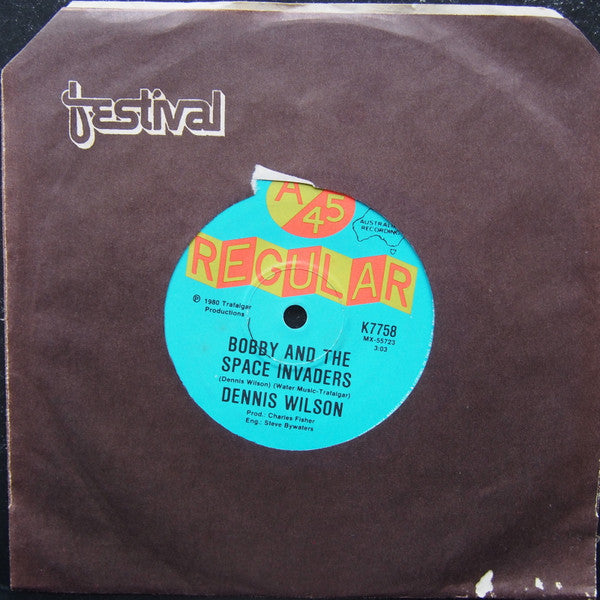 festival
A
45
AUSTRALIAN
RECORDING
REGULAR
℗ 1980 Trafalgar
Productions
K7758
MX-55723
3:03
BOBBY AND THE
SPACE INVADERS
(Dennis Wilson) (Water Music-Trafalgar)
DENNIS WILSON
Prod.: Charles Fisher
Eng.: Steve Bywaters